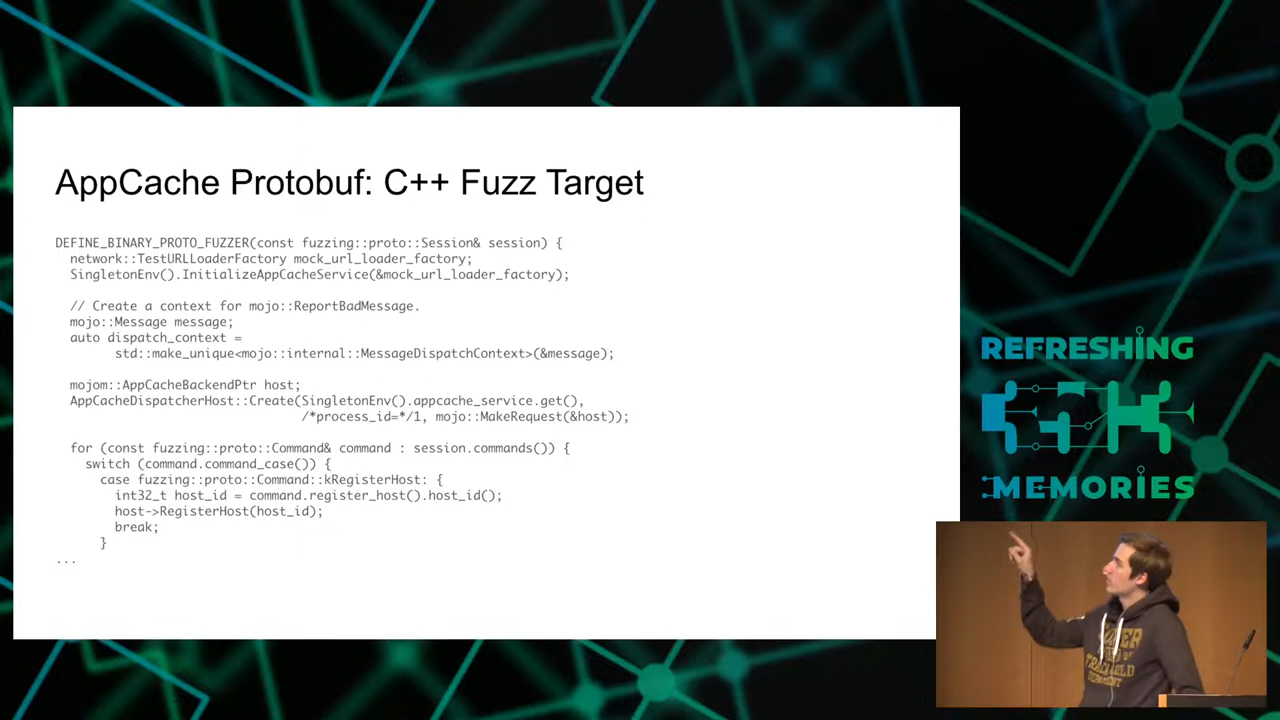 AppCache Protobuf: C++ Fuzz Target
DEFINE_BINARY_PROTO_FUZZER(const fuzzing::proto::Session& session) {
network::TestURLLoaderFactory mock_url_loader_factory;
SingletonEnv().InitializeAppCacheService(&mock_url_loader_factory);
// Create a context for mojo::ReportBadMessage.
mojo::Message message;
auto dispatch_context =
std::make_unique<mojo::internal::MessageDispatchContext>(&message);
mojom::AppCacheBackendPtr host;
AppCacheDispatcherHost::Create(SingletonEnv().appcache_service.get(),
/*process_id=*/1, mojo::MakeRequest(&host));
for (const fuzzing::proto::Command& command : session.commands()) {
switch (command.command_case()) {
case fuzzing::proto::Command::kRegisterHost: {
int32_t host_id = command.register_host().host_id();
host->RegisterHost(host_id);
break;
}
...
REFRESHING
MEMORIES
TRACK
FIELD